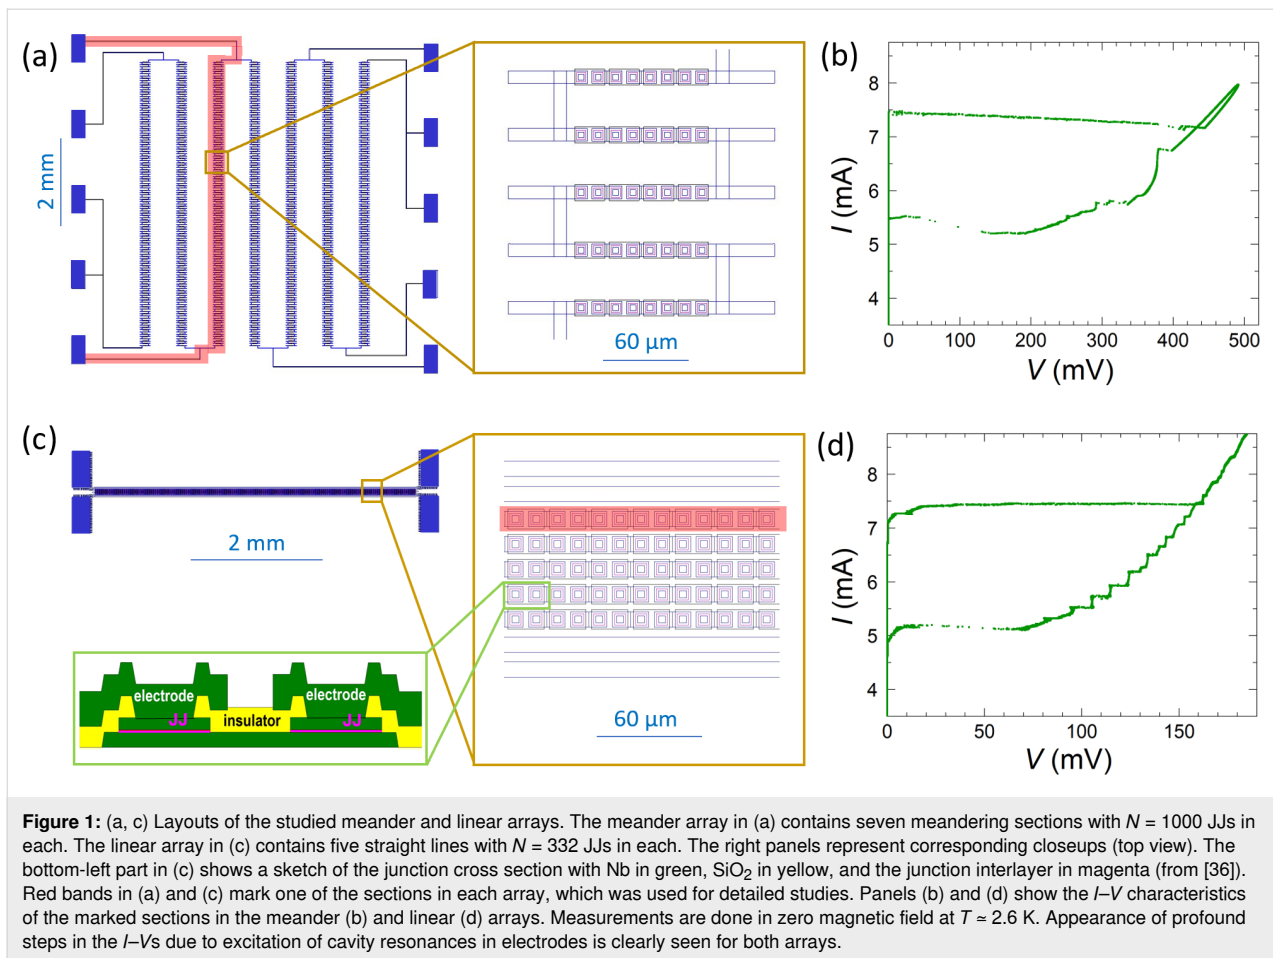 (a)
2 mm
60 µm
(b)
I (mA)
8
7
6
5
4
0 100 200 300 400 500
V (mV)
(c)
2 mm
electrode
electrode
JJ
insulator
JJ
60 µm
(d)
I (mA)
8
7
6
5
4
0 50 100 150
V (mV)
Figure 1: (a, c) Layouts of the studied meander and linear arrays. The meander array in (a) contains seven meandering sections with N = 1000 JJs in
each. The linear array in (c) contains five straight lines with N = 332 JJs in each. The right panels represent corresponding closeups (top view). The
bottom-left part in (c) shows a sketch of the junction cross section with Nb in green, SiO₂ in yellow, and the junction interlayer in magenta (from [36]).
Red bands in (a) and (c) mark one of the sections in each array, which was used for detailed studies. Panels (b) and (d) show the I–V characteristics
of the marked sections in the meander (b) and linear (d) arrays. Measurements are done in zero magnetic field at T ≃ 2.6 K. Appearance of profound
steps in the I–Vs due to excitation of cavity resonances in electrodes is clearly seen for both arrays.